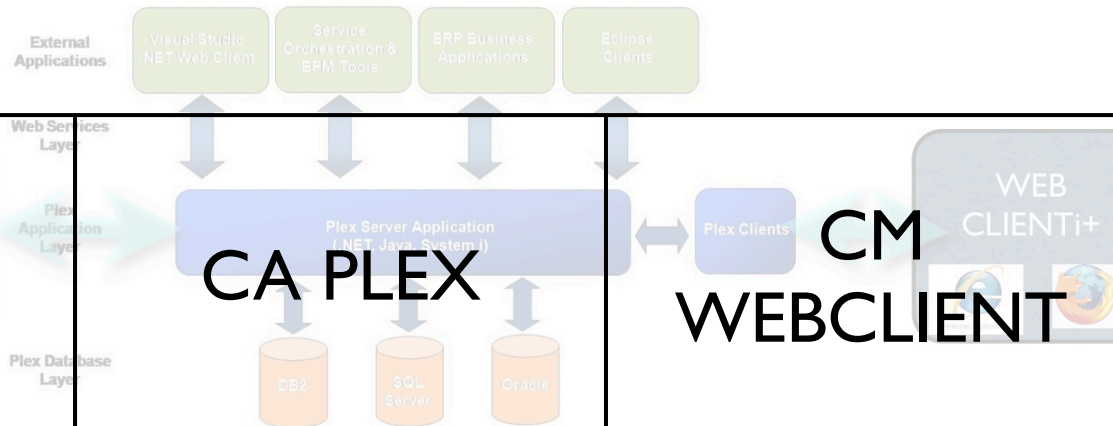 External
Applications
Visual Studio
.NET Web Client
Service
Orchestration &
BPM Tools
ERP Business
Applications
Eclipse
Clients
Web Services
Layer
Plex
Application
Layer
Plex Server Application
(.NET, Java, System i)
Plex Clients
WEB
CLIENTi+
CA PLEX
CM
WEBCLIENT
Plex Database
Layer
DB2
SQL
Server
Oracle